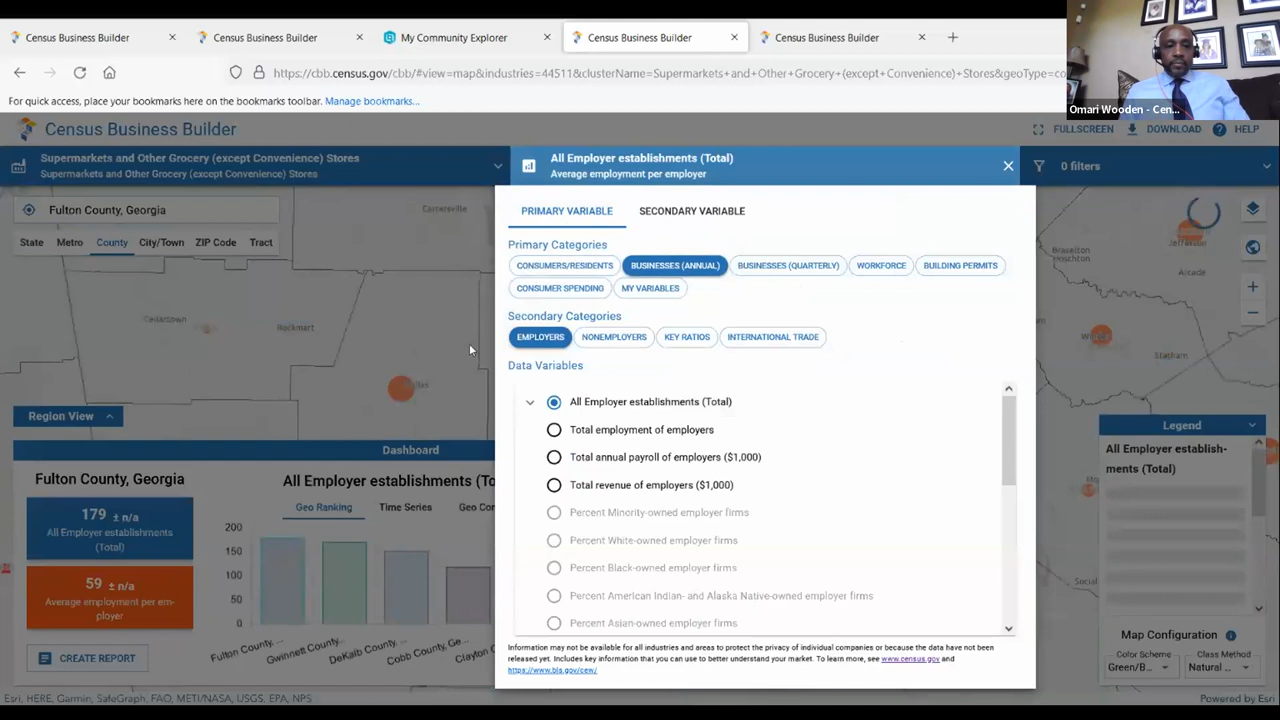 Census Business Builder
Census Business Builder
My Community Explorer
Census Business Builder
Census Business Builder
https://cbb.census.gov/cbb/#view=map&industries=44511&clusterName=Supermarkets+and+Other+Grocery+(except+Convenience)+Stores&geoType=co
For quick access, place your bookmarks here on the bookmarks toolbar. Manage bookmarks...
Omari Wooden - Cen...
Census Business Builder
FULLSCREEN DOWNLOAD HELP
Supermarkets and Other Grocery (except Convenience) Stores
Supermarkets and Other Grocery (except Convenience) Stores
All Employer establishments (Total)
Average employment per employer
0 filters
Fulton County, Georgia
State Metro County City/Town ZIP Code Tract
Cartersville
Cedartown
Rockmart
Region View
Dashboard
Fulton County, Georgia
179 ± n/a
All Employer establishments
(Total)
59 ± n/a
Average employment per em-
ployer
CREATE REPORT
All Employer establishments (To
Geo Ranking Time Series Geo Con
200
150
100
50
0
Fulton County,...
Gwinnett County...
DeKalb County,...
Cobb County, Ge...
Clayton C
PRIMARY VARIABLE SECONDARY VARIABLE
Primary Categories
CONSUMERS/RESIDENTS BUSINESSES (ANNUAL) BUSINESSES (QUARTERLY) WORKFORCE BUILDING PERMITS
CONSUMER SPENDING MY VARIABLES
Secondary Categories
EMPLOYERS NONEMPLOYERS KEY RATIOS INTERNATIONAL TRADE
Data Variables
All Employer establishments (Total)
Total employment of employers
Total annual payroll of employers ($1,000)
Total revenue of employers ($1,000)
Percent Minority-owned employer firms
Percent White-owned employer firms
Percent Black-owned employer firms
Percent American Indian- and Alaska Native-owned employer firms
Percent Asian-owned employer firms
Information may not be available for all industries and areas to protect the privacy of individual companies or because the data have not been
released yet. Includes key information that you can use to better understand your market. To learn more, see www.census.gov and
https://www.bls.gov/cew/
Jefferson
Braselton
Hoschton
Arcade
Statham
Social
Legend
All Employer establish-
ments (Total)
Map Configuration
Color Scheme Class Method
Green/B... Natural ...
Esri, HERE, Garmin, SafeGraph, FAO, METI/NASA, USGS, EPA, NPS
Powered by Esri